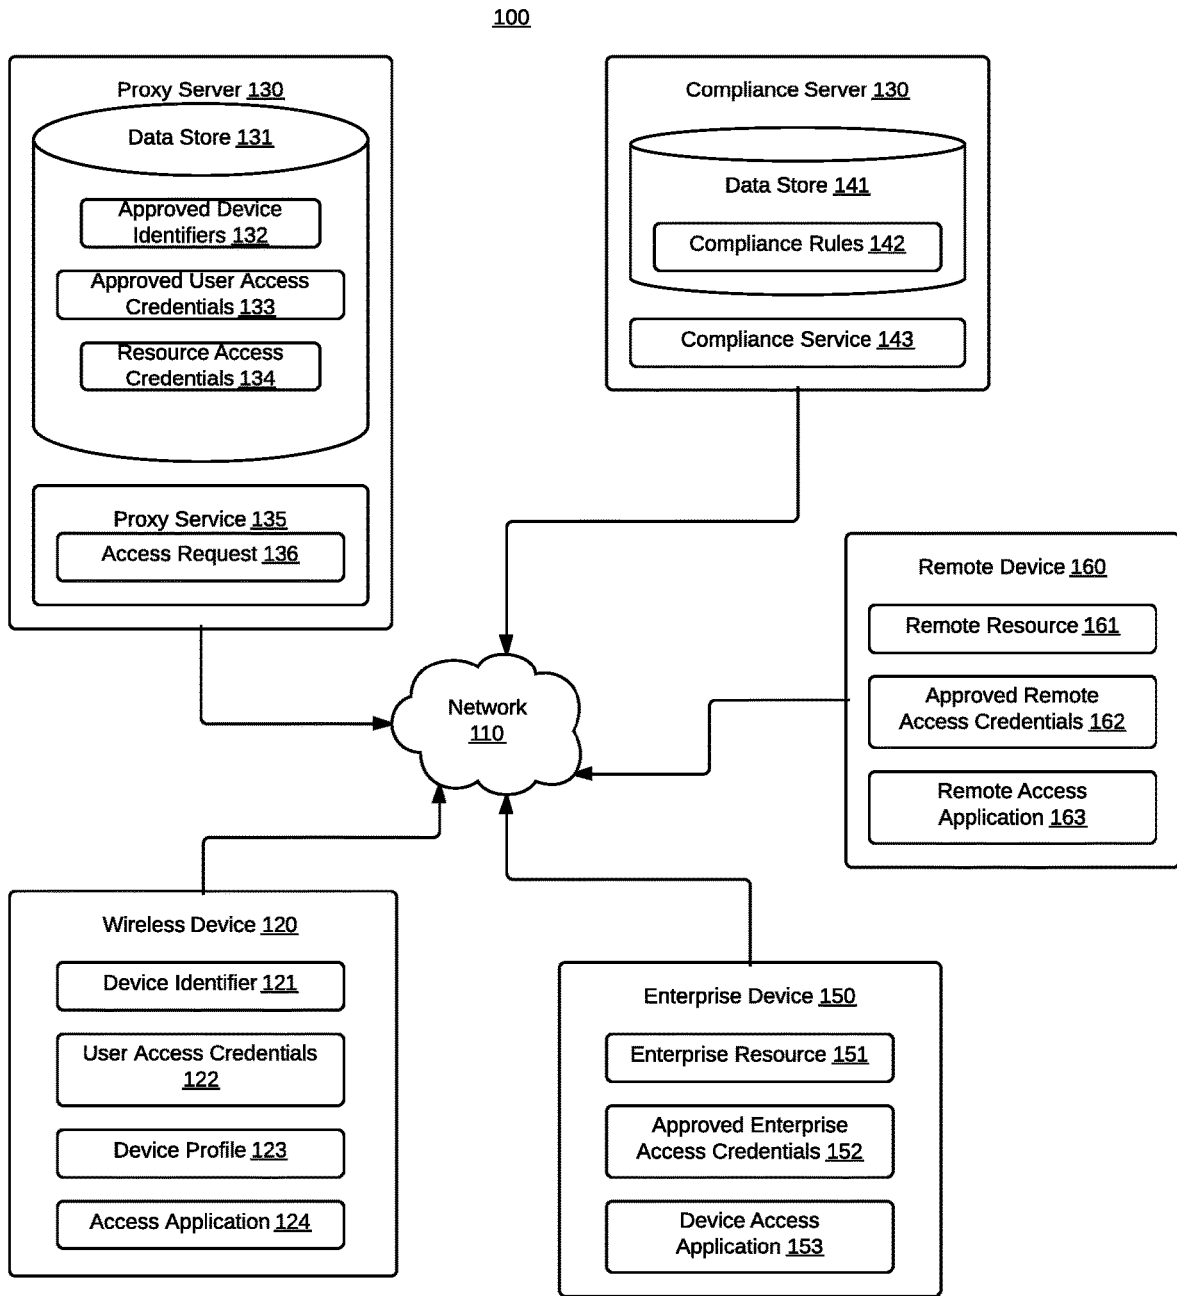 100
Proxy Server 130
Data Store 131
Approved Device
Identifiers 132
Approved User Access
Credentials 133
Resource Access
Credentials 134
Proxy Service 135
Access Request 136
Compliance Server 130
Data Store 141
Compliance Rules 142
Compliance Service 143
Remote Device 160
Remote Resource 161
Approved Remote
Access Credentials 162
Remote Access
Application 163
Network
110
Wireless Device 120
Device Identifier 121
User Access Credentials
122
Device Profile 123
Access Application 124
Enterprise Device 150
Enterprise Resource 151
Approved Enterprise
Access Credentials 152
Device Access
Application 153